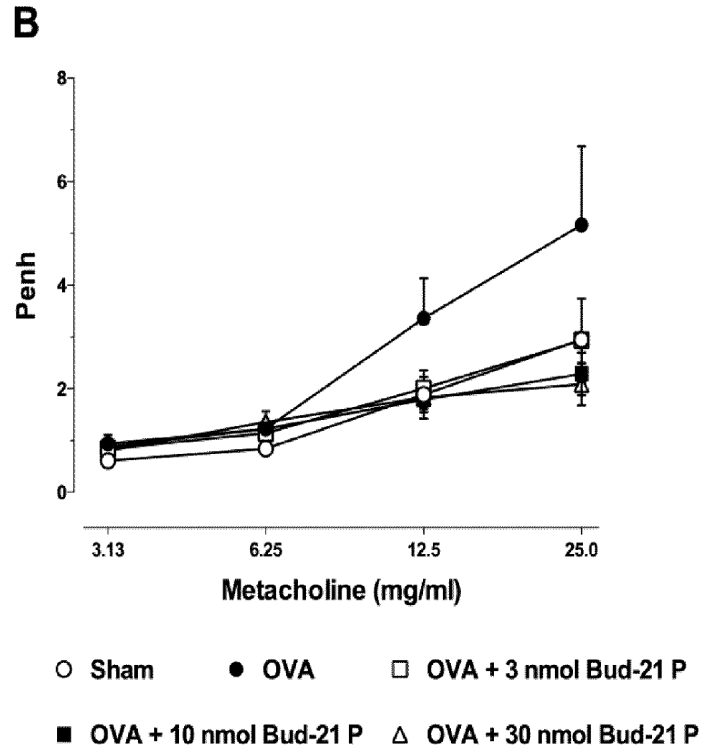 B
8
6
4
2
0
Penh
3.13 6.25 12.5 25.0
Metacholine (mg/ml)
Sham OVA OVA + 3 nmol Bud-21 P
OVA + 10 nmol Bud-21 P OVA + 30 nmol Bud-21 P